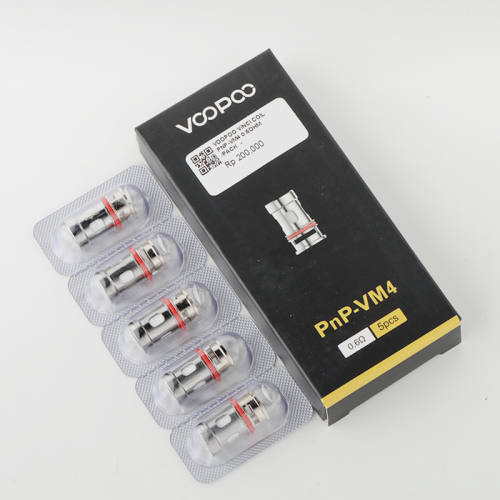 VOOPOO
VOOPOO VINCI COIL
PNP-VM4 0.6OHM
/PACK -
Rp 200,000
PnP-VM4
0.6Ω 5pcs